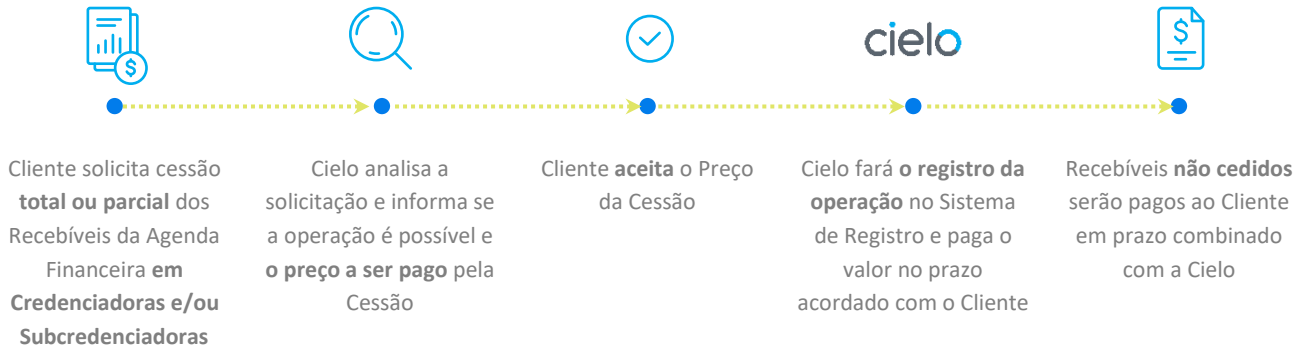 $
cielo
$
Cliente solicita cessão
total ou parcial dos
Recebíveis da Agenda
Financeira em
Credenciadoras e/ou
Subcredenciadoras
Cielo analisa a
solicitação e informa se
a operação é possível e
o preço a ser pago pela
Cessão
Cliente aceita o Preço
da Cessão
Cielo fará o registro da
operação no Sistema
de Registro e paga o
valor no prazo
acordado com o Cliente
Recebíveis não cedidos
serão pagos ao Cliente
em prazo combinado
com a Cielo